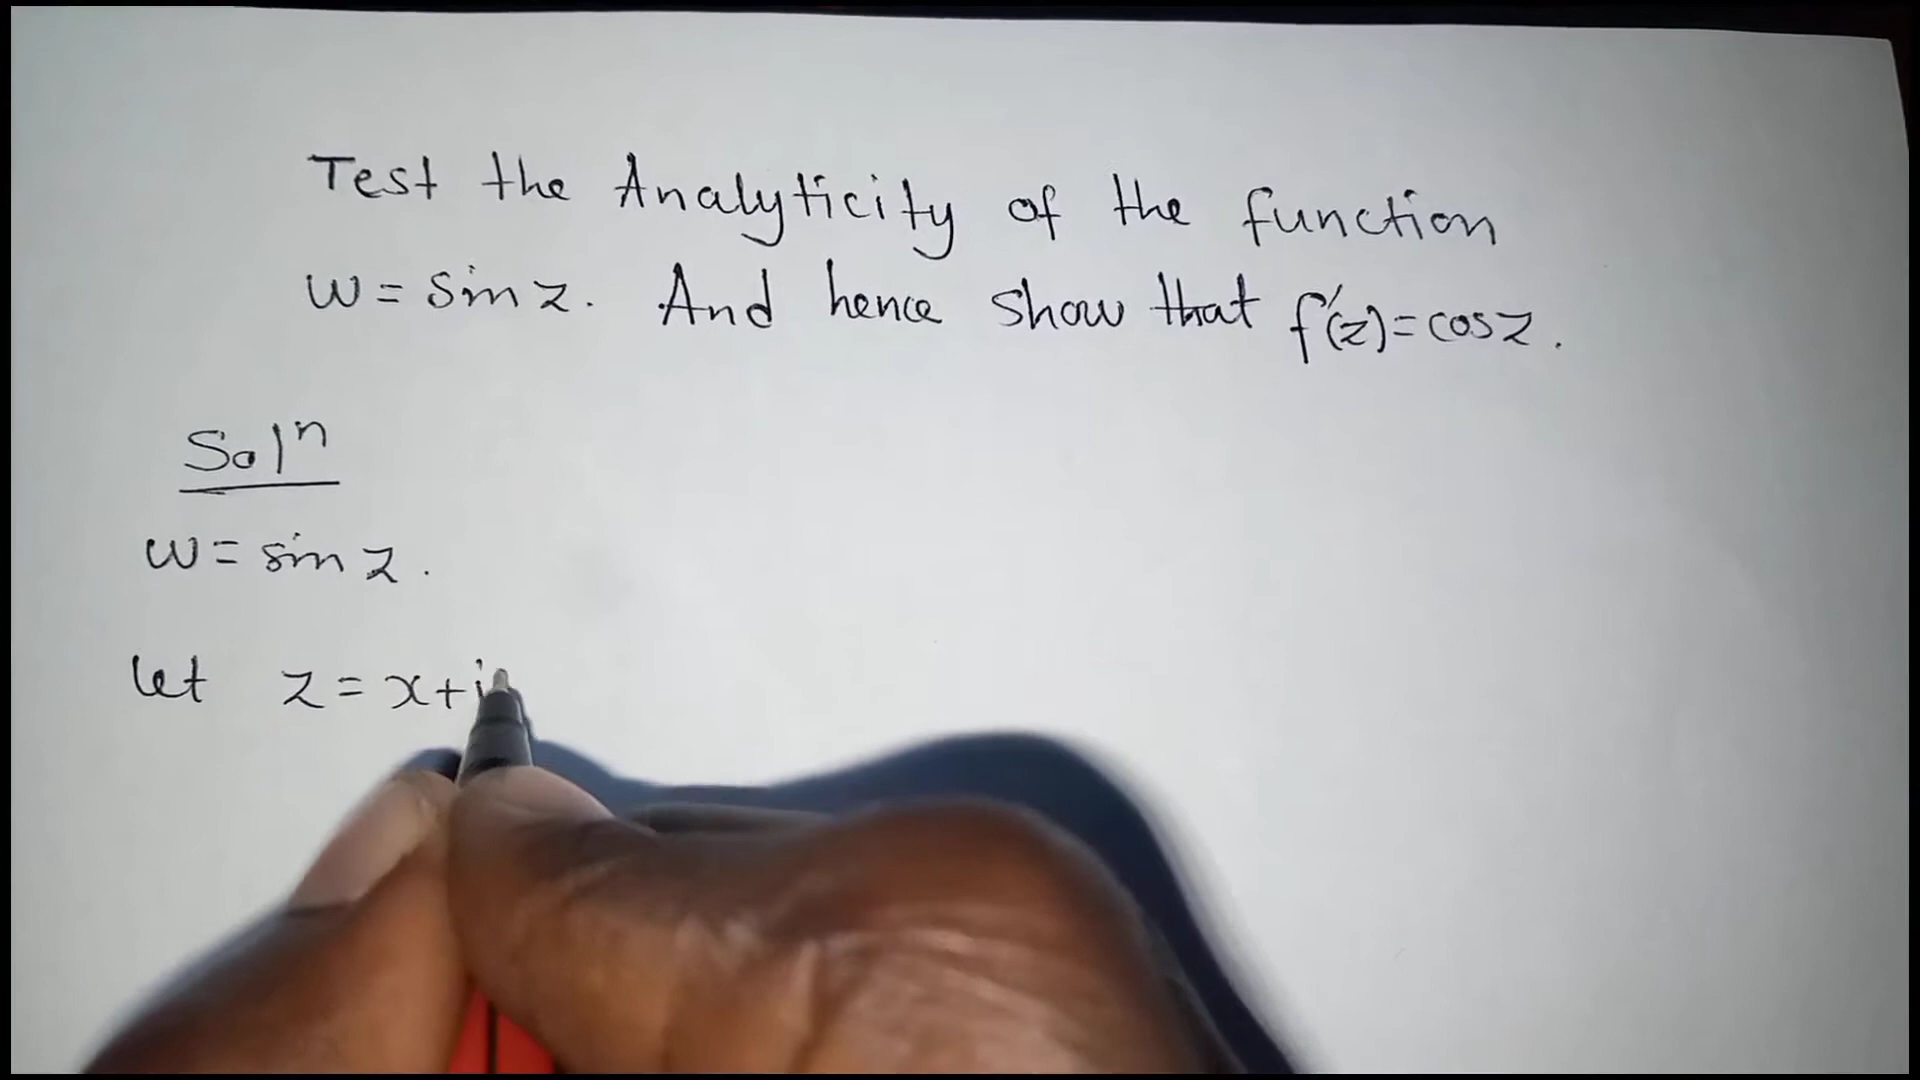 Test the Analyticity of the function
w = sin z. And hence show that f'(z) = cos z.
Solⁿ
w = sin z.
let z = x + i